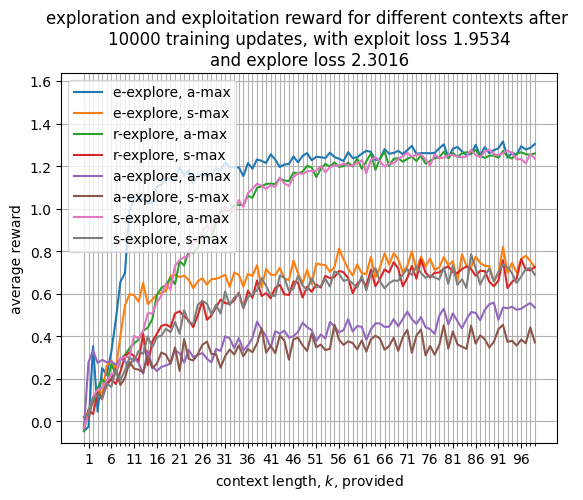 exploration and exploitation reward for different contexts after
10000 training updates, with exploit loss 1.9534
and explore loss 2.3016
1.6
1.4
1.2
1.0
0.8
0.6
0.4
0.2
0.0
average reward
e-explore, a-max
e-explore, s-max
r-explore, a-max
r-explore, s-max
a-explore, a-max
a-explore, s-max
s-explore, a-max
s-explore, s-max
1 6 11 16 21 26 31 36 41 46 51 56 61 66 71 76 81 86 91 96
context length, k, provided